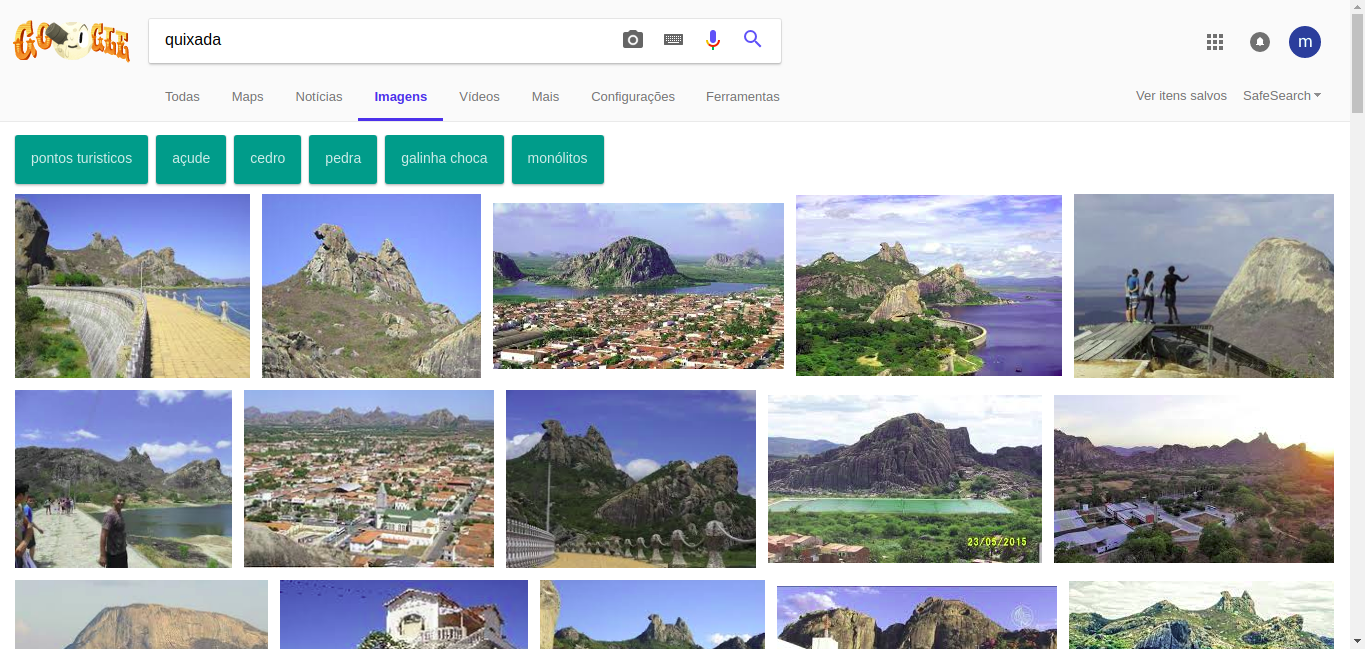 GOOGLE
quixada
m
Todas Maps Notícias Imagens Vídeos Mais Configurações Ferramentas Ver itens salvos SafeSearch
pontos turisticos açude cedro pedra galinha choca monólitos
23/05/2015